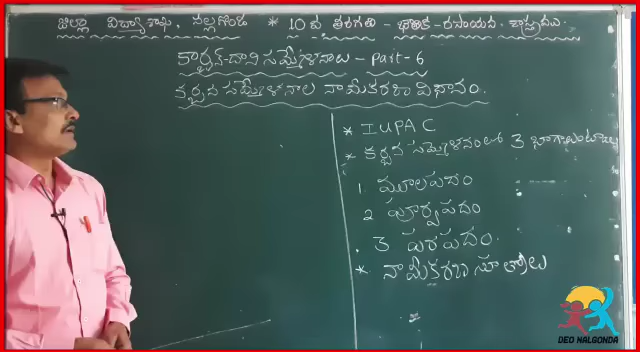 జిల్లా విద్యాశాఖ, నల్లగొండ * 10 వ తరగతి - భౌతిక - రసాయన శాస్త్రము.
కార్బన్-దాని సమ్మేళనాలు - Part-6
కర్బన సమ్మేళనాల నామీకరణ విధానం.
* IUPAC
* కర్బన సమ్మేళనంలో 3 భాగాలుంటాయి
1. మూలపదం
2 పూర్వపదం
3 పరపదం.
* నామీకరణ సూత్రాలు
DEO NALGONDA